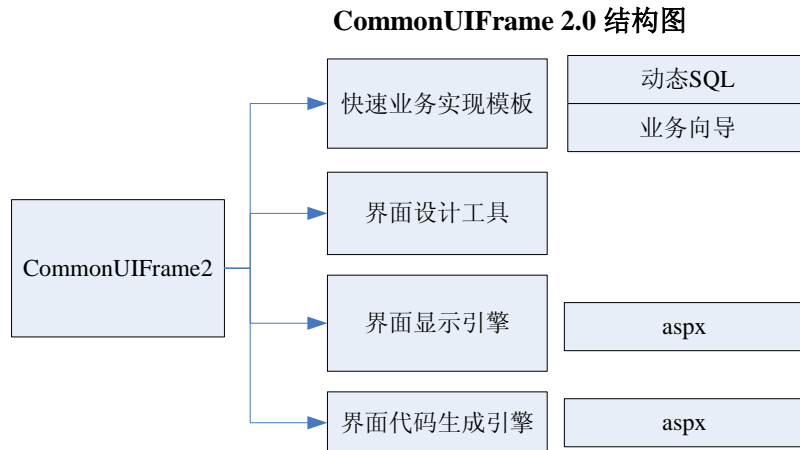 CommonUIFrame 2.0 结构图
快速业务实现模板
动态SQL
业务向导
界面设计工具
CommonUIFrame2
界面显示引擎
aspx
界面代码生成引擎
aspx